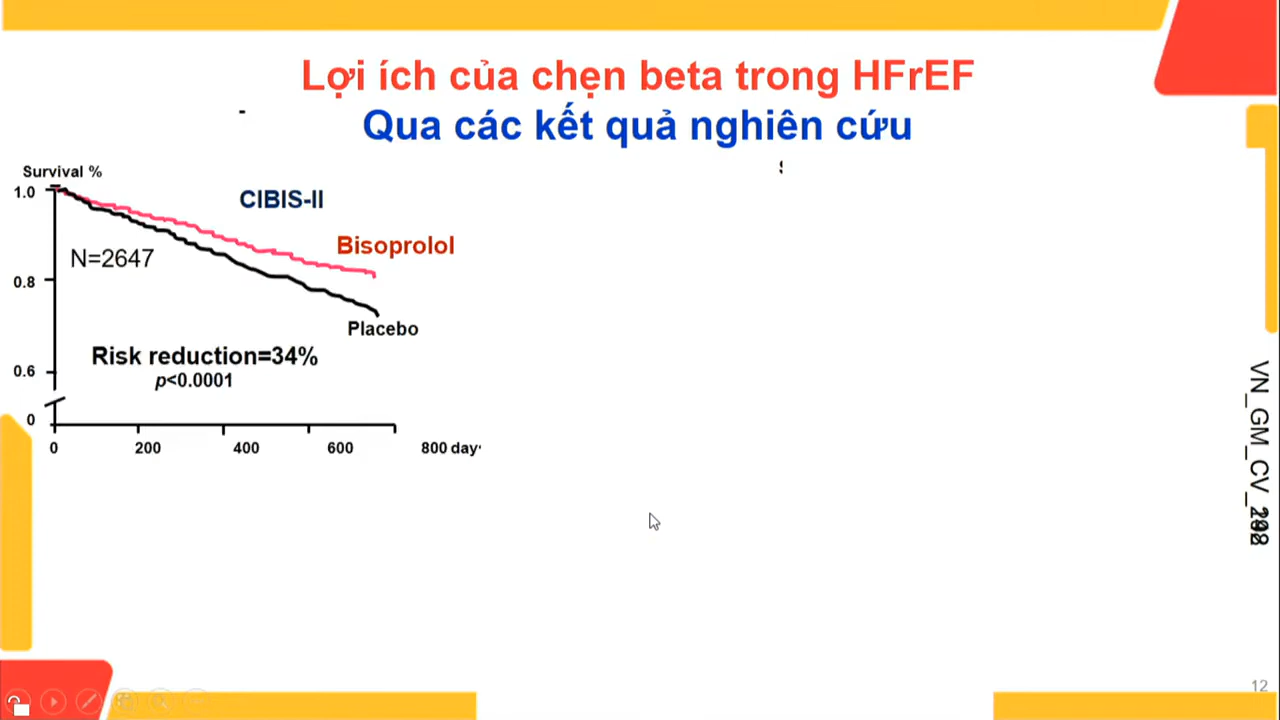 Lợi ích của chẹn beta trong HFrEF
Qua các kết quả nghiên cứu
Survival %
1.0
CIBIS-II
Bisoprolol
N=2647
0.8
Placebo
Risk reduction=34%
p<0.0001
0.6
0
0
200
400
600
800 day
VN_GM_CV_
12